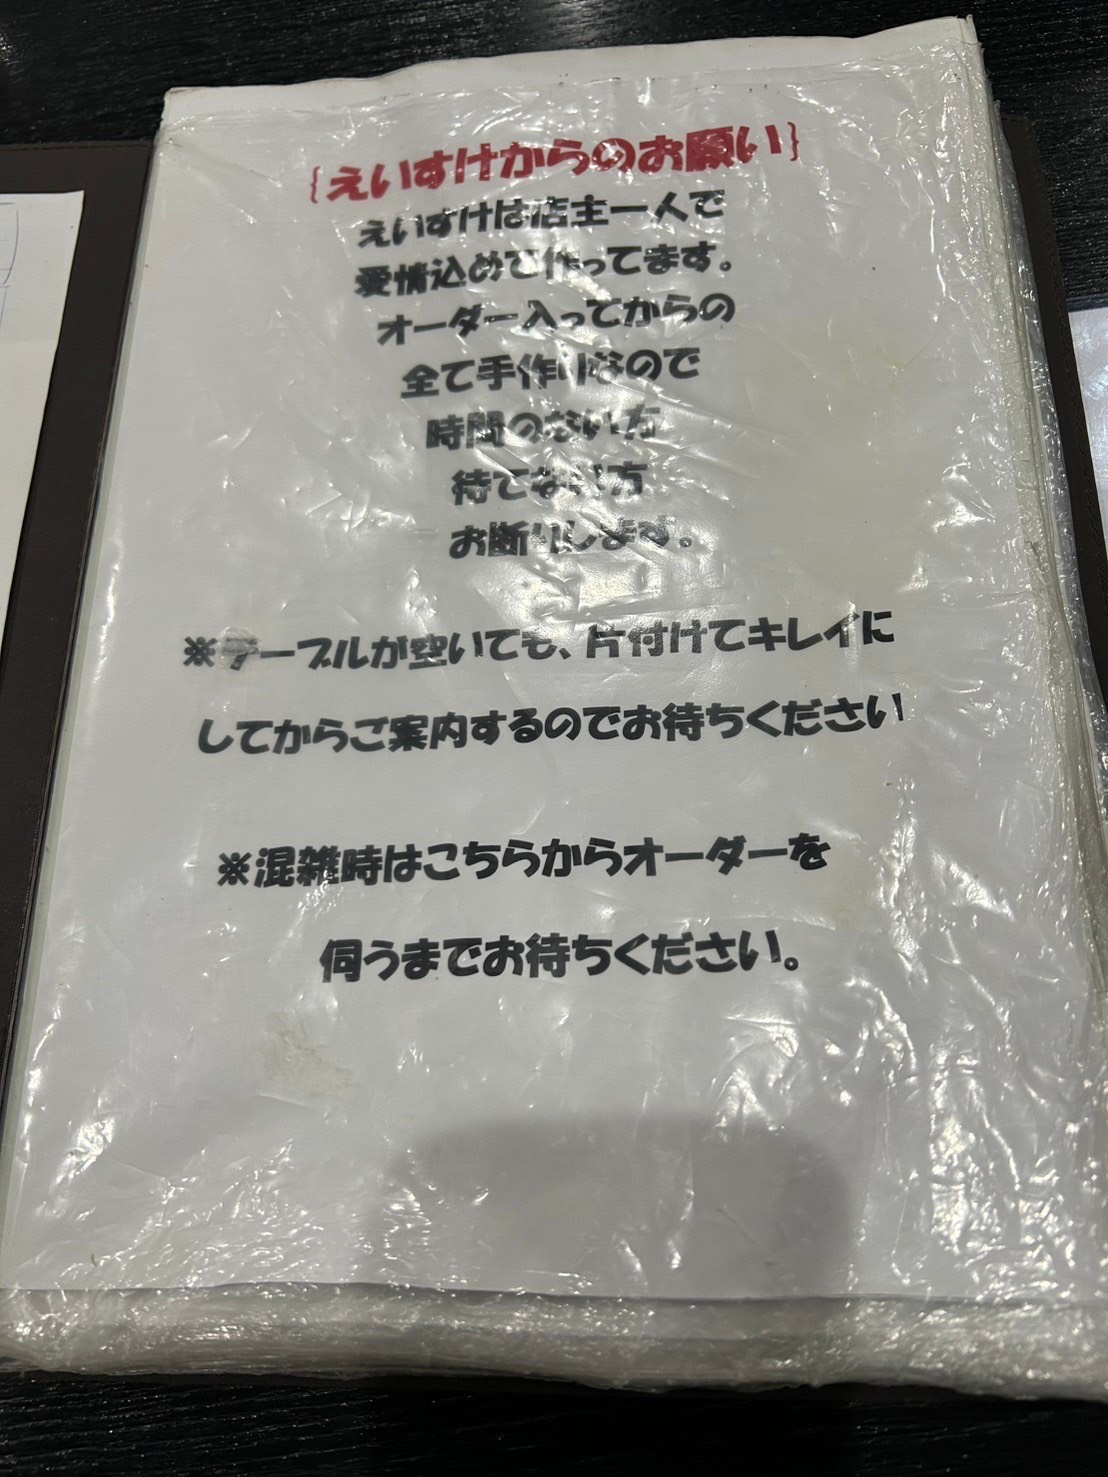 {えいすけからのお願い}
えいすけは店主一人で
愛情込めて作ってます。
オーダー入ってからの
全て手作りなので
時間のない方
待てない方
お断りします。
※テーブルが空いても、片付けてキレイに
してからご案内するのでお待ちください
※混雑時はこちらからオーダーを
伺うまでお待ちください。